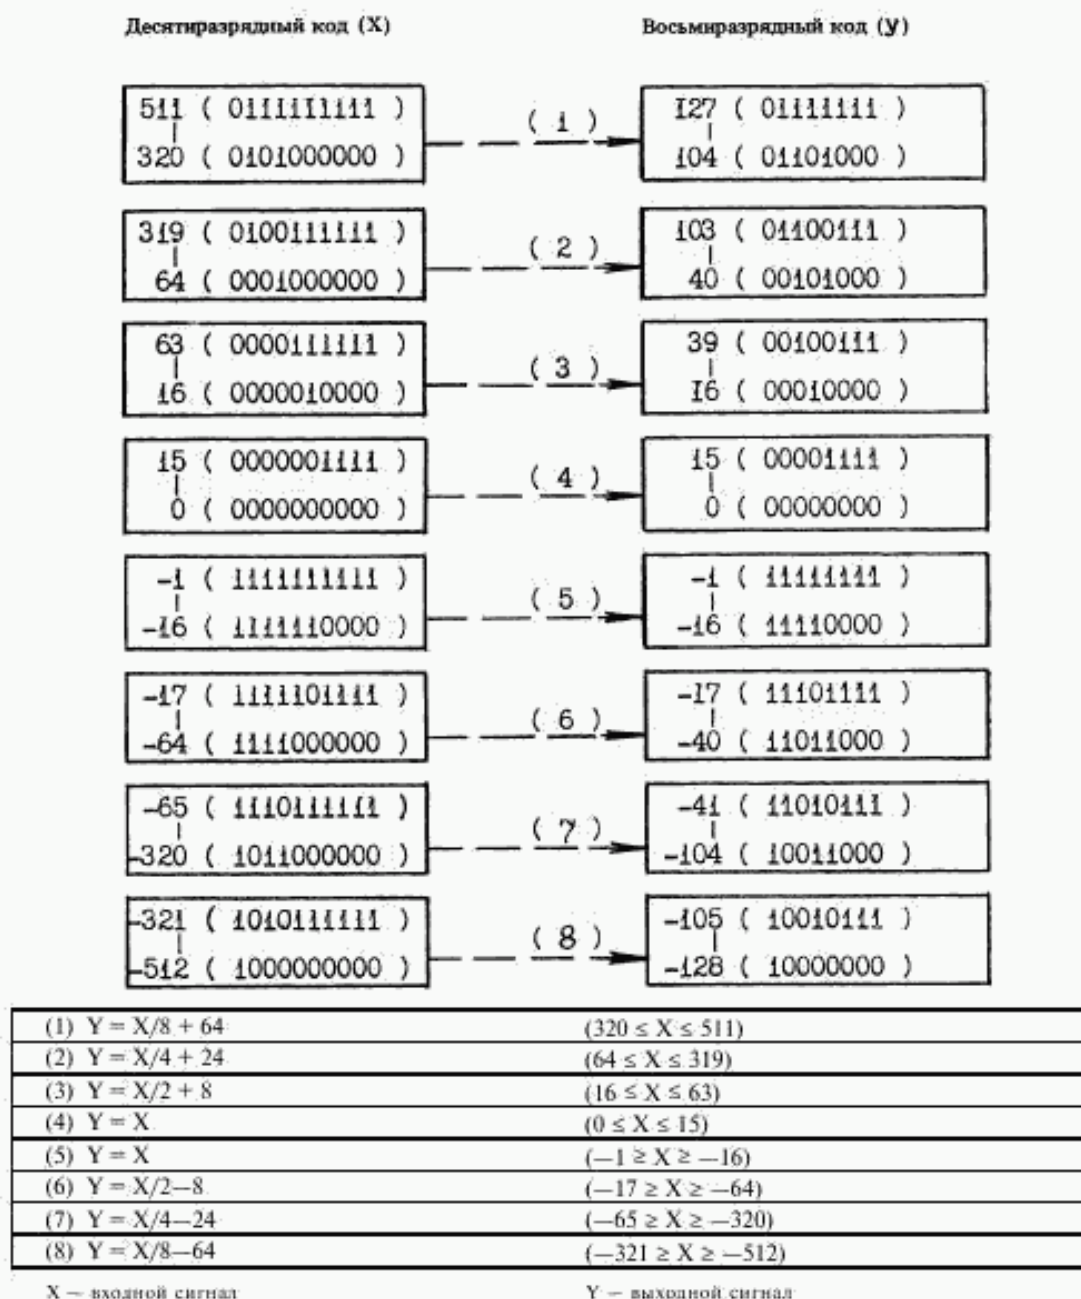 Десятиразрядный код (X) Восьмиразрядный код (У)
511 ( 0111111111 ) ( 1 ) 127 ( 01111111 )
320 ( 0101000000 ) 104 ( 01101000 )
319 ( 0100111111 ) ( 2 ) 103 ( 01100111 )
64 ( 0001000000 ) 40 ( 00101000 )
63 ( 0000111111 ) ( 3 ) 39 ( 00100111 )
16 ( 0000010000 ) 16 ( 00010000 )
15 ( 0000001111 ) ( 4 ) 15 ( 00001111 )
0 ( 0000000000 ) 0 ( 00000000 )
-1 ( 1111111111 ) ( 5 ) -1 ( 11111111 )
-16 ( 1111110000 ) -16 ( 11110000 )
-17 ( 1111101111 ) ( 6 ) -17 ( 11101111 )
-64 ( 1111000000 ) -40 ( 11011000 )
-65 ( 1110111111 ) ( 7 ) -41 ( 11010111 )
-320 ( 1011000000 ) -104 ( 10011000 )
-321 ( 1010111111 ) ( 8 ) -105 ( 10010111 )
-512 ( 1000000000 ) -128 ( 10000000 )
(1) Y = X/8 + 64 (320 ≤ X ≤ 511)
(2) Y = X/4 + 24 (64 ≤ X ≤ 319)
(3) Y = X/2 + 8 (16 ≤ X ≤ 63)
(4) Y = X (0 ≤ X ≤ 15)
(5) Y = X (—1 ≥ X ≥ —16)
(6) Y = X/2—8 (—17 ≥ X ≥ —64)
(7) Y = X/4—24 (—65 ≥ X ≥ —320)
(8) Y = X/8—64 (—321 ≥ X ≥ —512)
X — входной сигнал Y — выходной сигнал